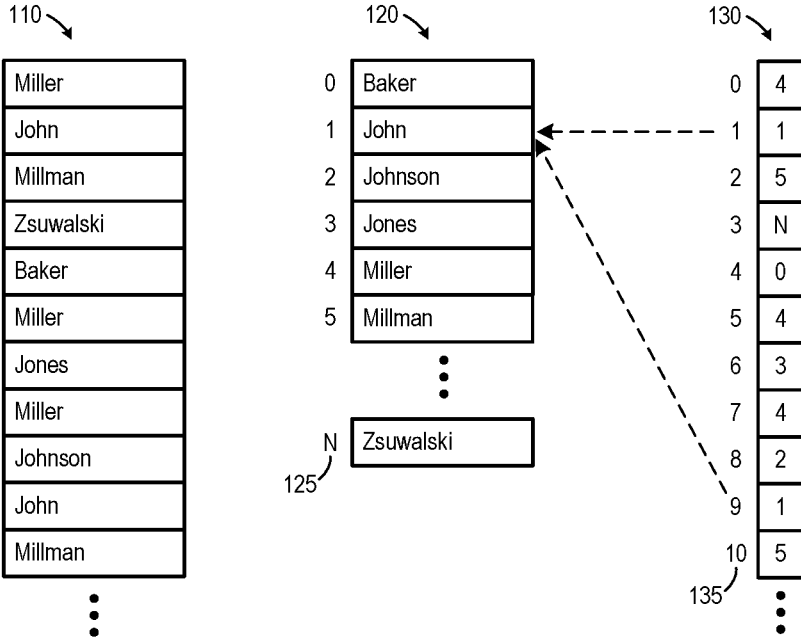 110 120 130
Miller 0 Baker 0 4
John 1 John 1 1
Millman 2 Johnson 2 5
Zsuwalski 3 Jones 3 N
Baker 4 Miller 4 0
Miller 5 Millman 5 4
Jones 6 3
Miller 7 4
N Zsuwalski
Johnson 8 2
125
John 9 1
Millman 10 5
135